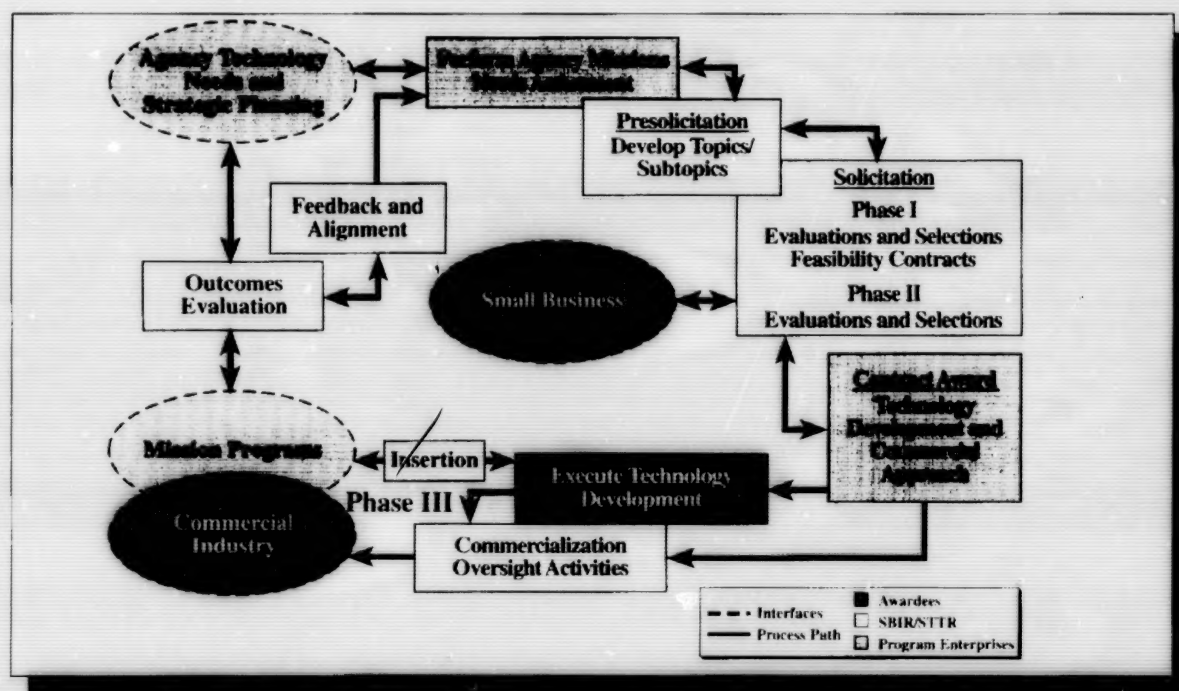 Agency Technology
Needs and
Strategic Planning
Perform Agency Missions
Needs Assessment
Presolicitation
Develop Topics/
Subtopics
Solicitation
Phase I
Evaluations and Selections
Feasibility Contracts
Phase II
Evaluations and Selections
Feedback and
Alignment
Outcomes
Evaluation
Small Business
Contract Award
Technology
Development and
Commercial
Approach
Mission Programs
Insertion
Execute Technology
Development
Phase III
Commercial
Industry
Commercialization
Oversight Activities
Interfaces
Process Path
Awardees
SBIR/STTR
Program Enterprises